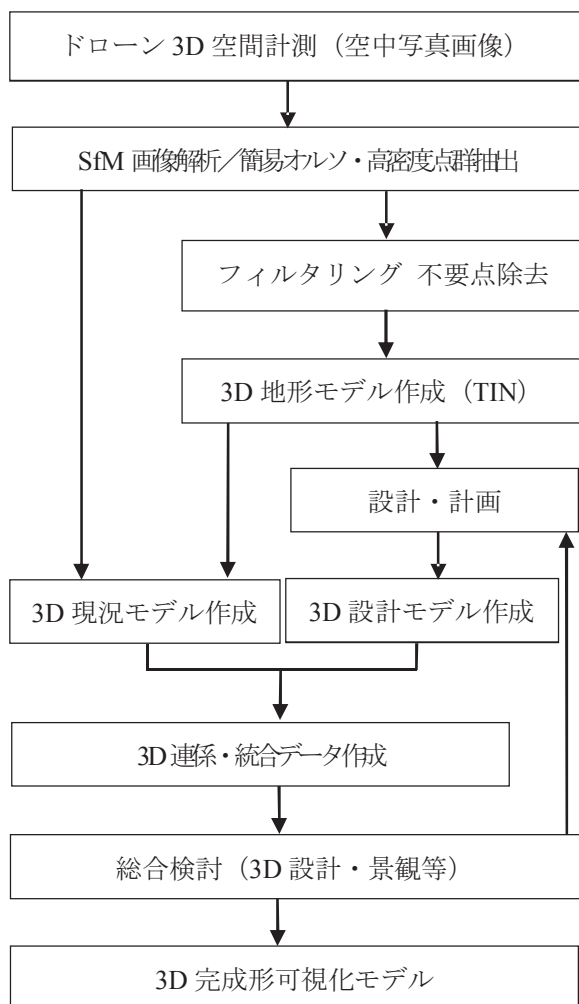 ドローン 3D 空間計測（空中写真画像）
SfM 画像解析／簡易オルソ・高密度点群抽出
フィルタリング 不要点除去
3D 地形モデル作成（TIN）
設計・計画
3D 現況モデル作成
3D 設計モデル作成
3D 連係・統合データ作成
総合検討（3D 設計・景観等）
3D 完成形可視化モデル